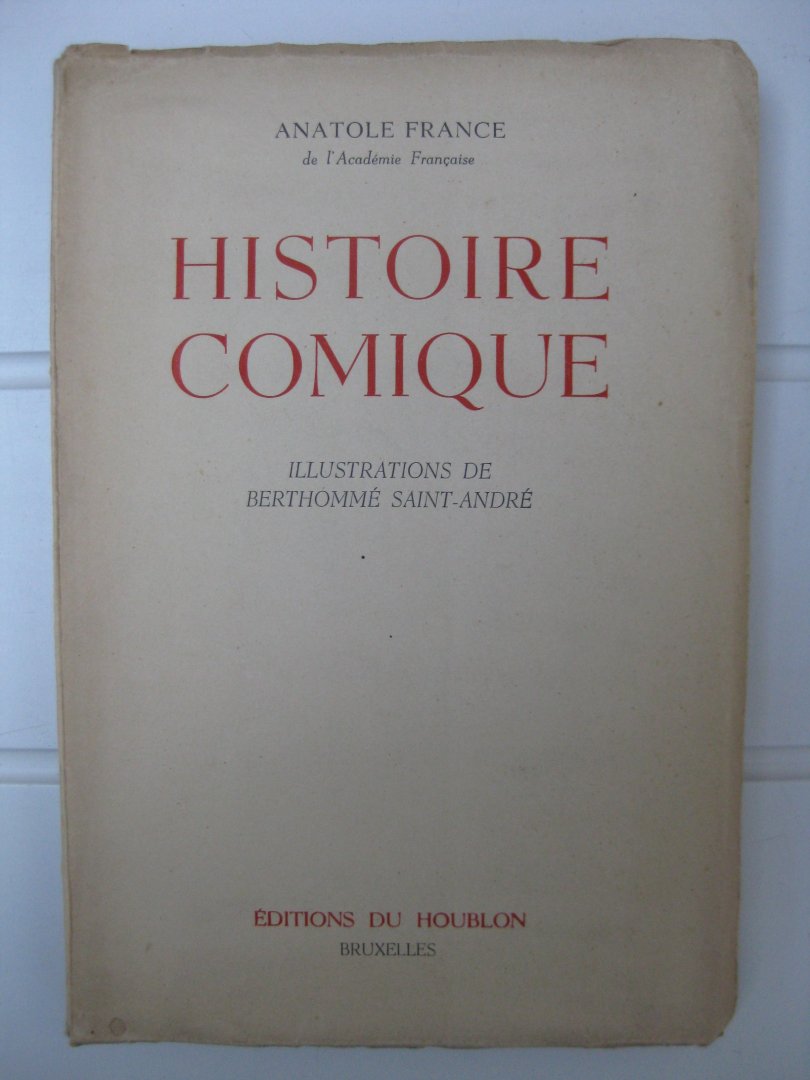 ANATOLE FRANCE
de l'Académie Française
HISTOIRE
COMIQUE
ILLUSTRATIONS DE
BERTHOMMÉ SAINT-ANDRÉ
ÉDITIONS DU HOUBLON
BRUXELLES